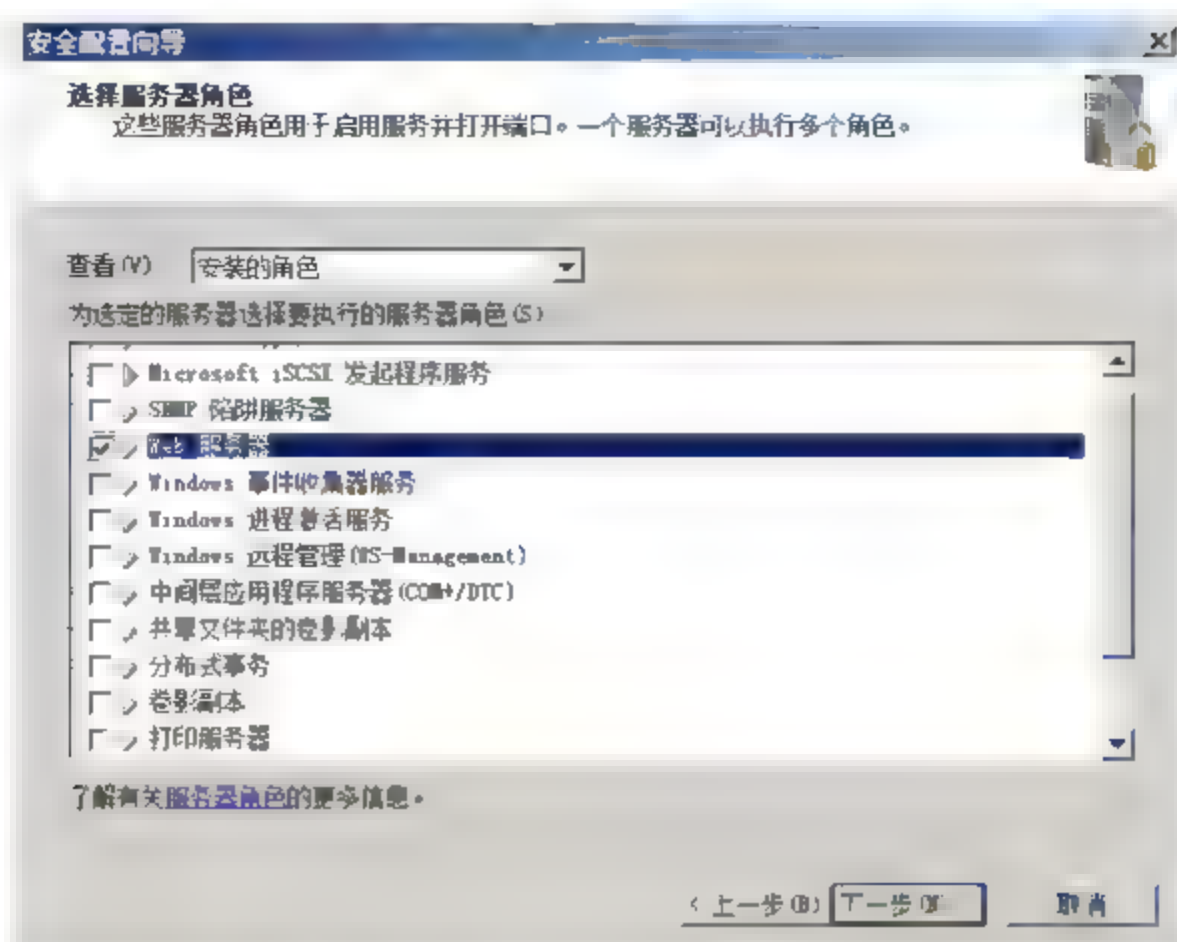 安全配置向导
选择服务器角色
这些服务器角色用于启用服务并打开端口。一个服务器可以执行多个角色。
查看(V) 安装的角色
为选定的服务器选择要执行的服务器角色(S)
Microsoft iSCSI 发起程序服务
SNMP 陷阱服务器
Web 服务器
Windows 事件收集器服务
Windows 进程激活服务
Windows 远程管理(WS-Management)
中间层应用程序服务器(COM+/DTC)
共享文件夹的卷影副本
分布式事务
卷影副本
打印服务器
了解有关服务器角色的更多信息。
< 上一步(B) 下一步(N) 取消